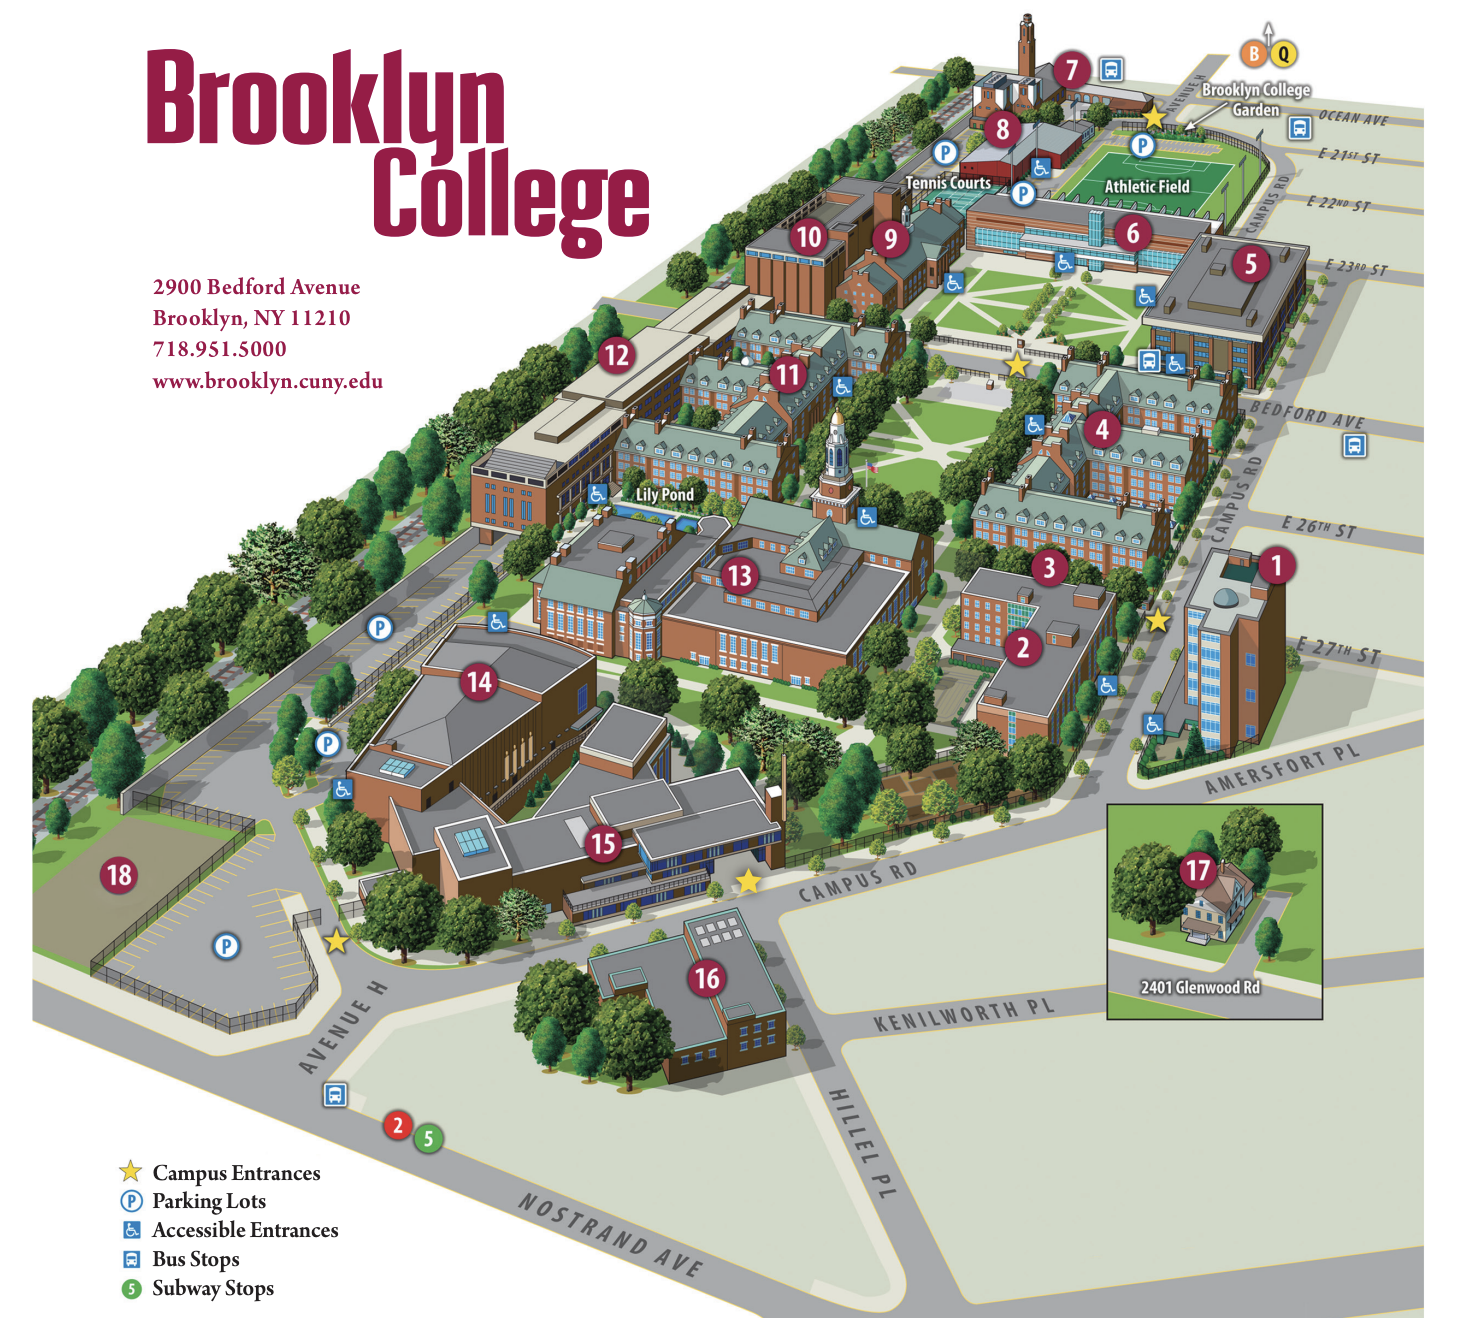 Brooklyn
College
2900 Bedford Avenue
Brooklyn, NY 11210
718.951.5000
www.brooklyn.cuny.edu
B
Q
7
AVENUE H
Brooklyn College
Garden
OCEAN AVE
8
P
P
E 21ST ST
Tennis Courts
P
Athletic Field
CAMPUS RD
E 22ND ST
10
9
6
5
E 23RD ST
12
11
4
BEDFORD AVE
Lily Pond
CAMPUS RD
E 26TH ST
13
3
1
P
2
E 27TH ST
14
P
AMERSFORT PL
15
18
CAMPUS RD
17
P
16
2401 Glenwood Rd
AVENUE H
KENILWORTH PL
HILLEL PL
2
5
NOSTRAND AVE
Campus Entrances
P Parking Lots
Accessible Entrances
Bus Stops
5 Subway Stops